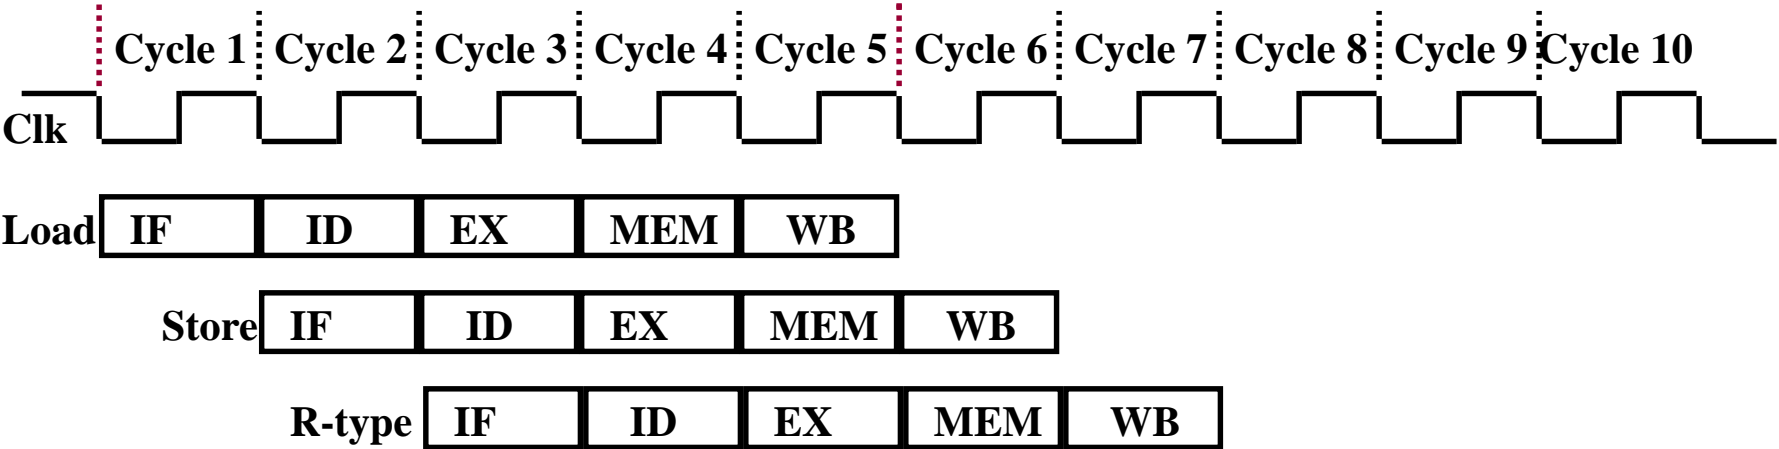 Cycle 1 Cycle 2 Cycle 3 Cycle 4 Cycle 5 Cycle 6 Cycle 7 Cycle 8 Cycle 9 Cycle 10
Clk
Load IF ID EX MEM WB
Store IF ID EX MEM WB
R-type IF ID EX MEM WB